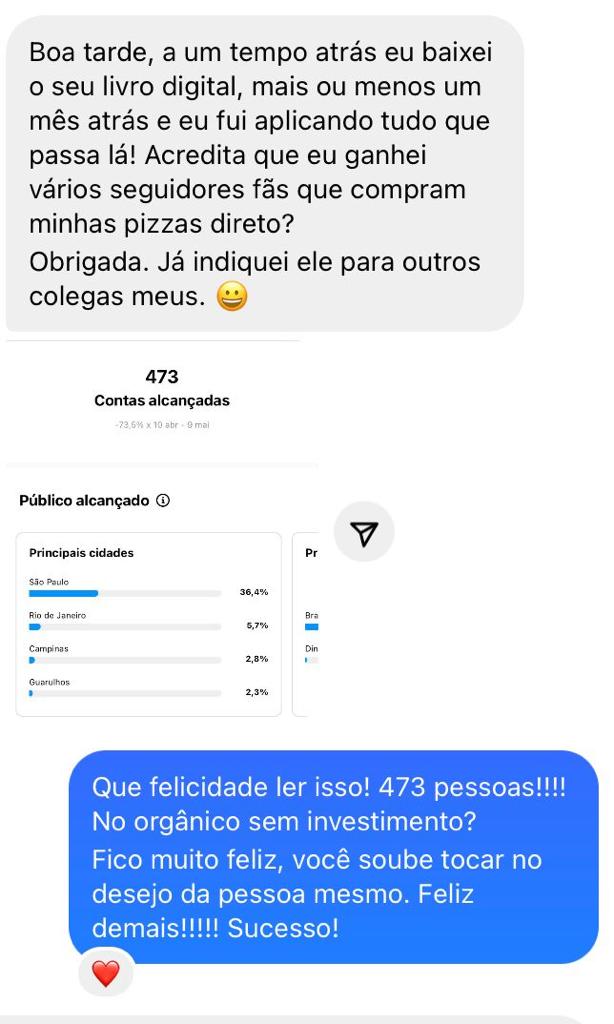 Boa tarde, a um tempo atrás eu baixei
o seu livro digital, mais ou menos um
mês atrás e eu fui aplicando tudo que
passa lá! Acredita que eu ganhei
vários seguidores fãs que compram
minhas pizzas direto?
Obrigada. Já indiquei ele para outros
colegas meus. 😀
473
Contas alcançadas
-73,5% x 10 abr - 9 mai
Público alcançado
Principais cidades
São Paulo
36,4%
Rio de Janeiro
5,7%
Campinas
2,8%
Guarulhos
2,3%
Pr
Bra
Din
Que felicidade ler isso! 473 pessoas!!!!
No orgânico sem investimento?
Fico muito feliz, você soube tocar no
desejo da pessoa mesmo. Feliz
demais!!!!! Sucesso!
❤️